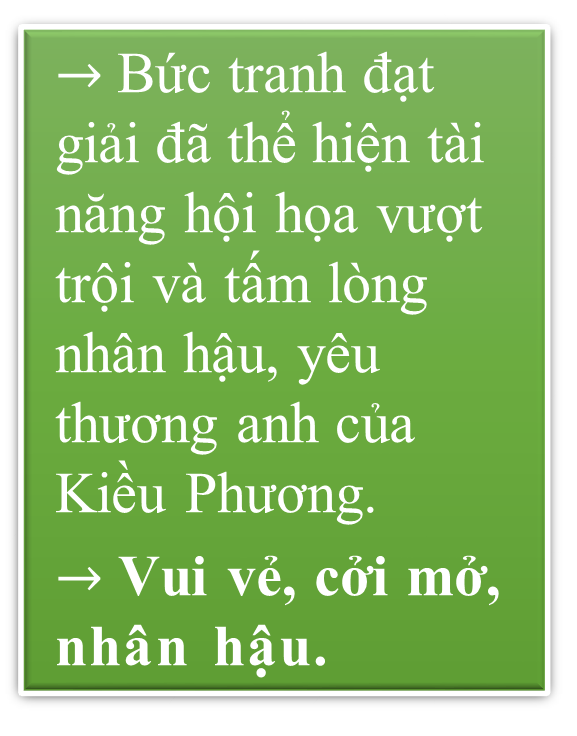 → Bức tranh đạt
giải đã thể hiện tài
năng hội họa vượt
trội và tấm lòng
nhân hậu, yêu
thương anh của
Kiều Phương.
→ Vui vẻ, cởi mở,
nhân hậu.